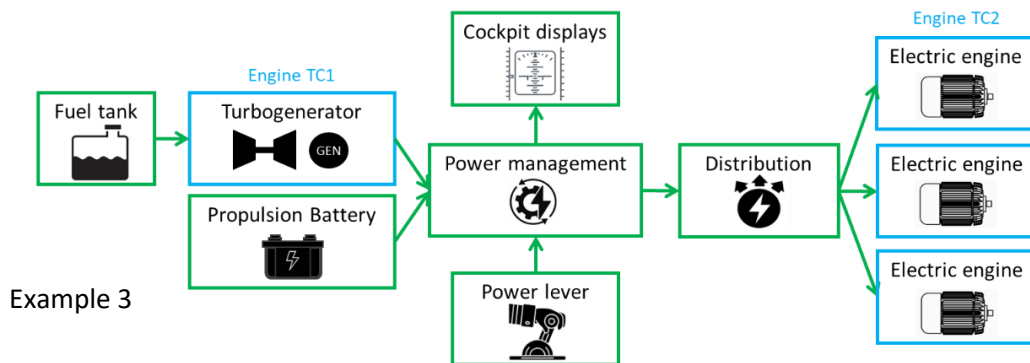 Cockpit displays
Engine TC2
Electric engine
Engine TC1
Fuel tank
Turbogenerator
GEN
Power management
Distribution
Electric engine
Propulsion Battery
Electric engine
Power lever
Example 3